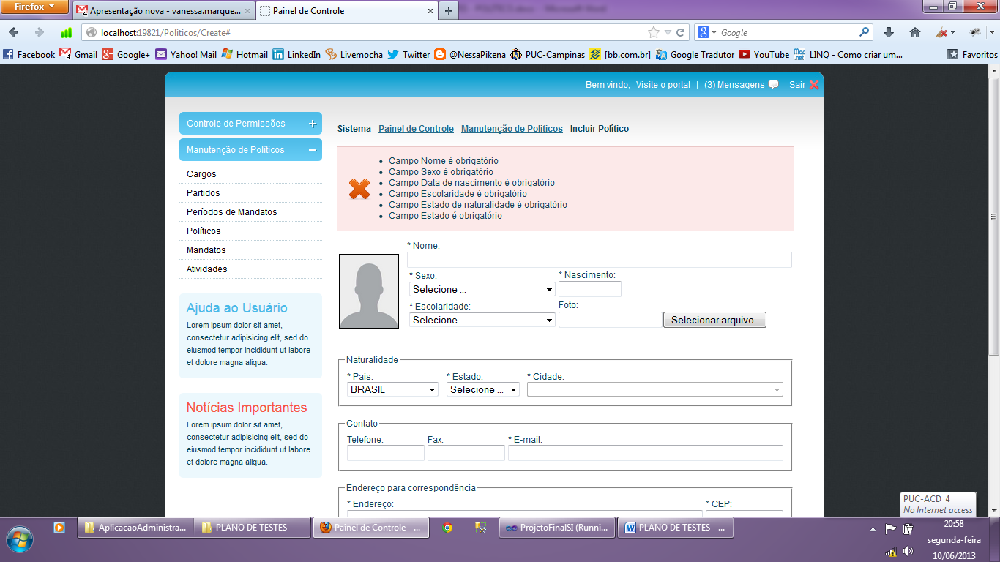 Firefox
Apresentação nova - vanessa.marque...
Painel de Controle
Microsoft Word
localhost:19821/Politicos/Create#
Google
Facebook
Gmail
Google+
Yahoo! Mail
Hotmail
LinkedIn
Livemocha
Twitter
@NessaPikena
PUC-Campinas
[bb.com.br]
Google Tradutor
YouTube
LINQ - Como criar um...
Favoritos
Bem vindo, Visite o portal | (3) Mensagens Sair
Controle de Permissões
Manutenção de Políticos
Cargos
Partidos
Períodos de Mandatos
Políticos
Mandatos
Atividades
Ajuda ao Usuário
Lorem ipsum dolor sit amet,
consectetur adipisicing elit, sed do
eiusmod tempor incididunt ut labore
et dolore magna aliqua.
Notícias Importantes
Lorem ipsum dolor sit amet,
consectetur adipisicing elit, sed do
eiusmod tempor incididunt ut labore
et dolore magna aliqua.
Sistema - Painel de Controle - Manutenção de Politicos - Incluir Político
Campo Nome é obrigatório
Campo Sexo é obrigatório
Campo Data de nascimento é obrigatório
Campo Escolaridade é obrigatório
Campo Estado de naturalidade é obrigatório
Campo Estado é obrigatório
* Nome:
* Sexo:
* Nascimento:
Selecione ...
* Escolaridade:
Foto:
Selecione ...
Selecionar arquivo...
Naturalidade
* Pais:
* Estado:
* Cidade:
BRASIL
Selecione ...
Contato
Telefone:
Fax:
* E-mail:
Endereço para correspondência
* Endereço:
* CEP:
PUC-ACD 4
No Internet access
AplicacaoAdministra...
PLANO DE TESTES
Painel de Controle - ...
ProjetoFinalSI (Runni...
PLANO DE TESTES - ...
20:58
segunda-feira
10/06/2013